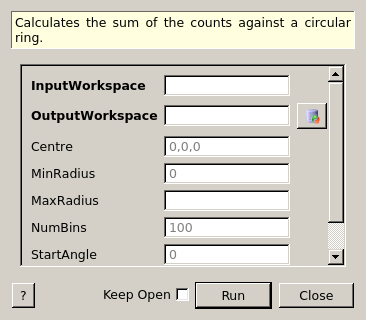 Calculates the sum of the counts against a circular
ring.
InputWorkspace
OutputWorkspace
Centre 0,0,0
MinRadius 0
MaxRadius
NumBins 100
StartAngle 0
? Keep Open Run Close